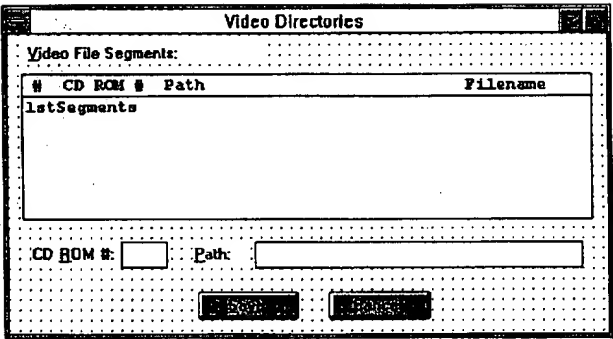 Video Directories
Video File Segments:
# CD ROM # Path Filename
lstSegments
CD ROM #: Path: